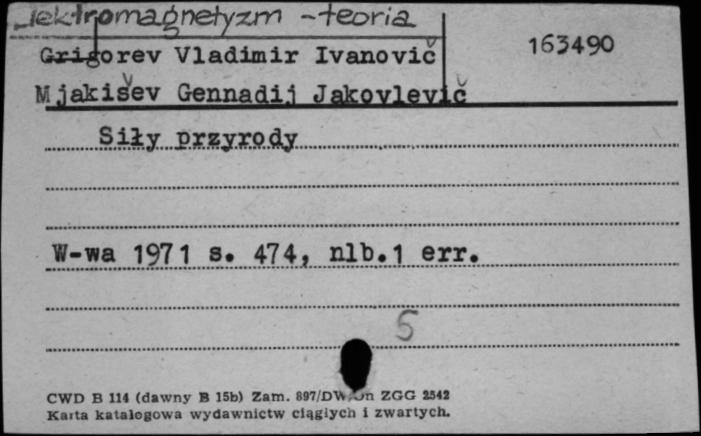 elektromagnetyzm - teoria
Grigorev Vladimir Ivanovič
163490
Mjakišev Gennadij Jakovlevič
Siły przyrody
W-wa 1971 s. 474, nlb.1 err.
5
CWD B 114 (dawny B 15b) Zam. 897/DW/Dn ZGG 2542
Karta katalogowa wydawnictw ciągłych i zwartych.